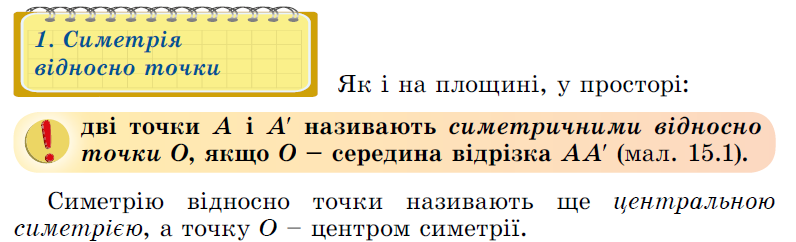 1. Симетрія
відносно точки
Як і на площині, у просторі:
дві точки A і A′ називають симетричними відносно
точки O, якщо O – середина відрізка AA′ (мал. 15.1).
Симетрію відносно точки називають ще центральною
симетрією, а точку O – центром симетрії.